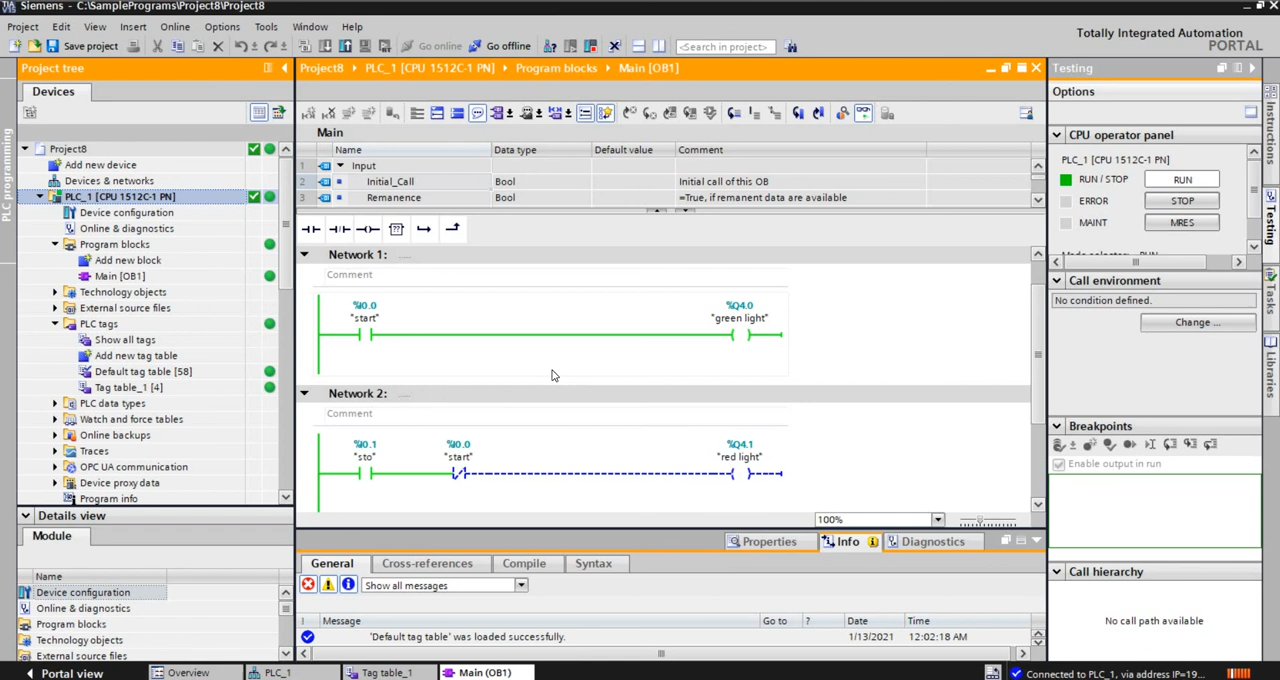 Siemens - C:\SamplePrograms\Project8\Project8
Project Edit View Insert Online Options Tools Window Help
Totally Integrated Automation
PORTAL
Save project
Go online
Go offline
<Search in project>
Project tree
Project8 PLC_1 [CPU 1512C-1 PN] Program blocks Main [OB1]
Testing
Devices
Options
PLC programming
Project8
Add new device
Devices & networks
PLC_1 [CPU 1512C-1 PN]
Device configuration
Online & diagnostics
Program blocks
Add new block
Main [OB1]
Technology objects
External source files
PLC tags
Show all tags
Add new tag table
Default tag table [58]
Tag table_1 [4]
PLC data types
Watch and force tables
Online backups
Traces
OPC UA communication
Device proxy data
Program info
Details view
Module
Name
Device configuration
Online & diagnostics
Program blocks
Technology objects
External source files
Main
Name Data type Default value Comment
1 Input
2 Initial_Call Bool Initial call of this OB
3 Remanence Bool =True, if remanent data are available
??
Network 1: .....
Comment
%I0.0
"start"
%Q4.0
"green light"
Network 2: .....
Comment
%I0.1
"sto"
%I0.0
"start"
%Q4.1
"red light"
100%
Properties Info Diagnostics
General Cross-references Compile Syntax
Show all messages
! Message Go to ? Date Time
'Default tag table' was loaded successfully. 1/13/2021 12:02:18 AM
CPU operator panel
PLC_1 [CPU 1512C-1 PN]
RUN / STOP RUN
ERROR STOP
MAINT MRES
Call environment
No condition defined.
Change ...
Breakpoints
Enable output in run
Call hierarchy
No call path available
Instructions
Testing
Tasks
Libraries
Portal view Overview PLC_1 Tag table_1 Main (OB1)
Connected to PLC_1, via address IP=19...